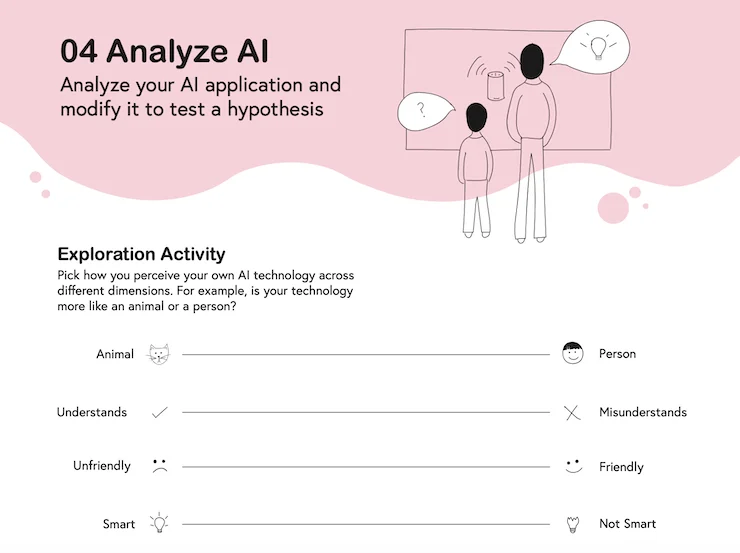 04 Analyze AI
Analyze your AI application and
modify it to test a hypothesis
?
Exploration Activity
Pick how you perceive your own AI technology across
different dimensions. For example, is your technology
more like an animal or a person?
Animal Person
Understands Misunderstands
Unfriendly Friendly
Smart Not Smart